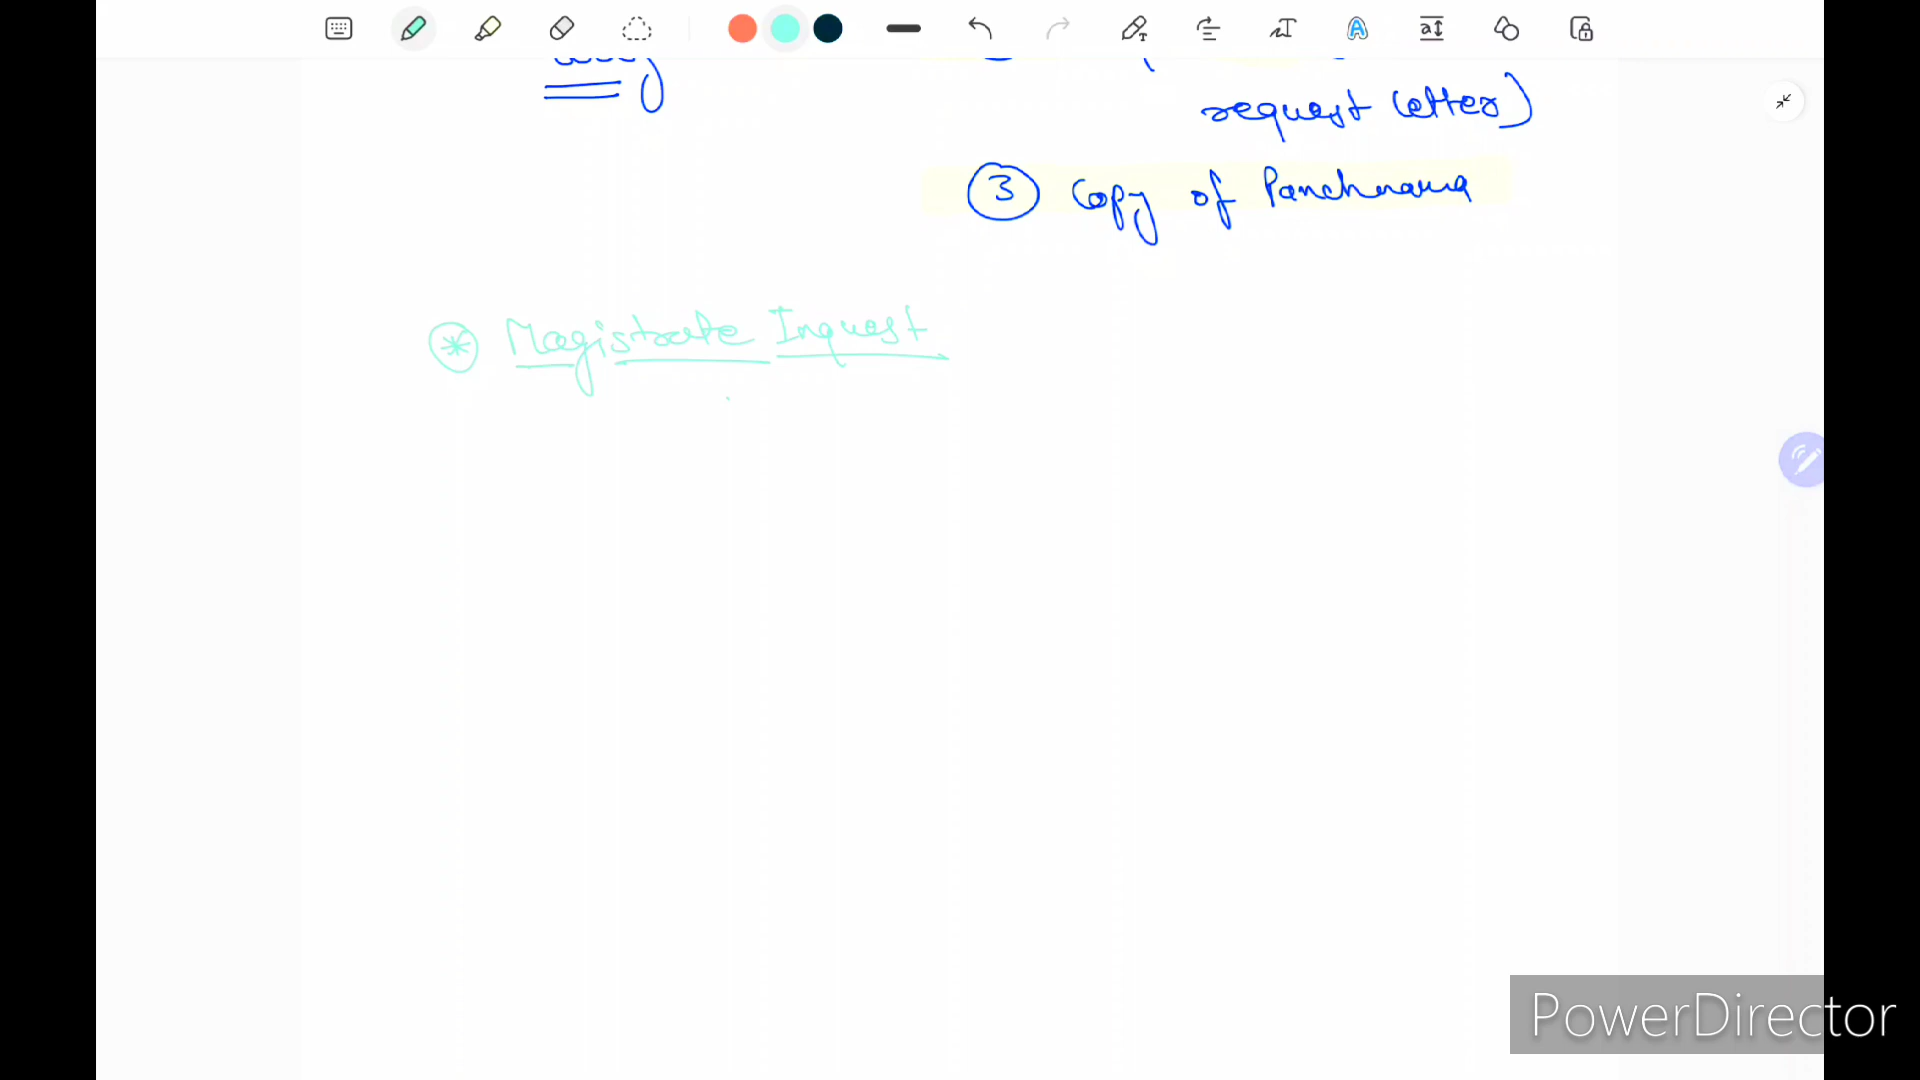 request letter)
3 Copy of Panchnama
* Magistrate Inquest
PowerDirector